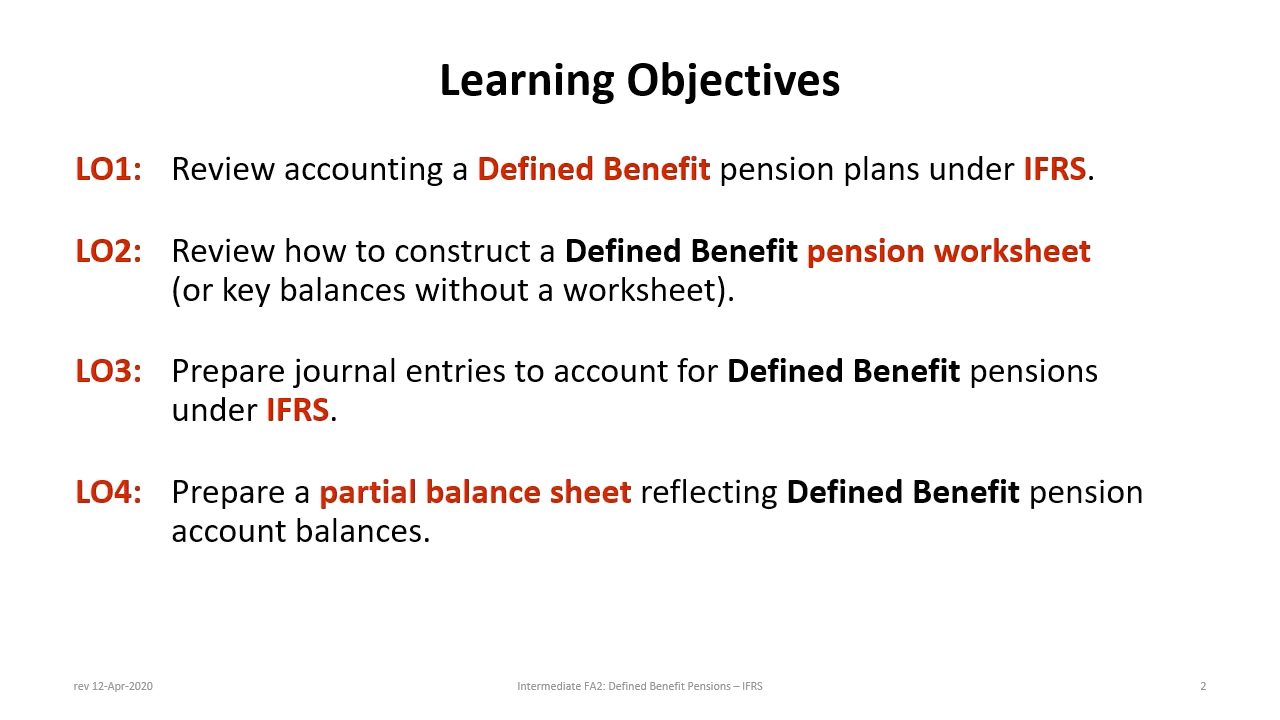 Learning Objectives
LO1: Review accounting a Defined Benefit pension plans under IFRS.
LO2: Review how to construct a Defined Benefit pension worksheet
(or key balances without a worksheet).
LO3: Prepare journal entries to account for Defined Benefit pensions
under IFRS.
LO4: Prepare a partial balance sheet reflecting Defined Benefit pension
account balances.
rev 12-Apr-2020 Intermediate FA2: Defined Benefit Pensions – IFRS 2